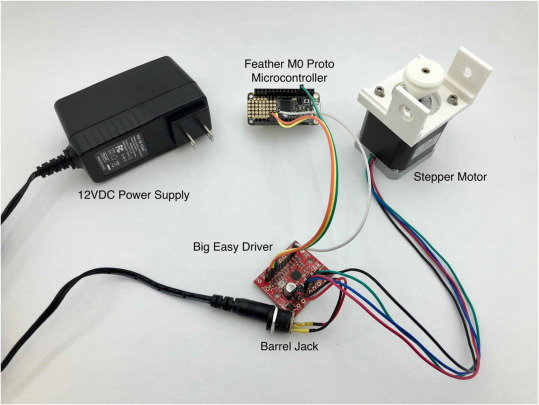 Feather M0 Proto
Microcontroller
Stepper Motor
12VDC Power Supply
Big Easy Driver
Barrel Jack